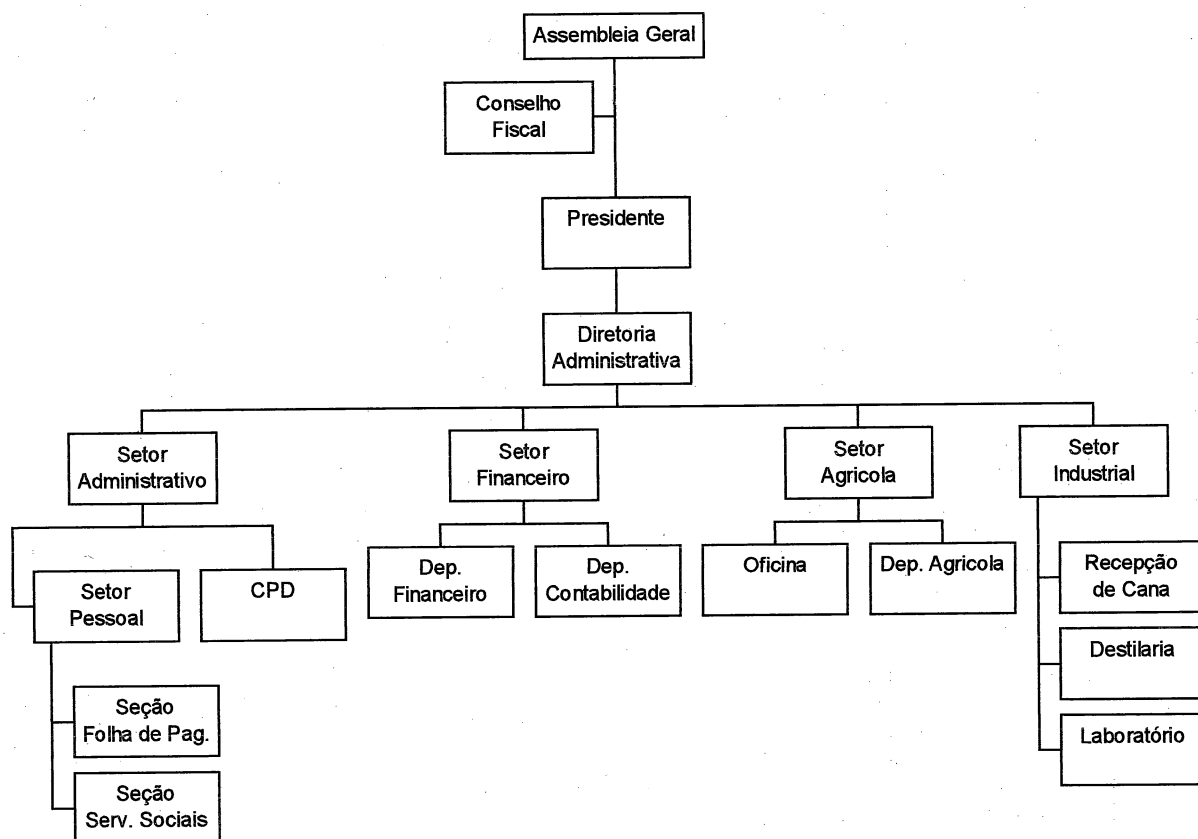 Assembleia Geral
Conselho
Fiscal
Presidente
Diretoria
Administrativa
Setor
Administrativo
Setor
Financeiro
Setor
Agricola
Setor
Industrial
Setor
Pessoal
CPD
Dep.
Financeiro
Dep.
Contabilidade
Oficina
Dep. Agricola
Recepção
de Cana
Destilaria
Laboratório
Seção
Folha de Pag.
Seção
Serv. Sociais